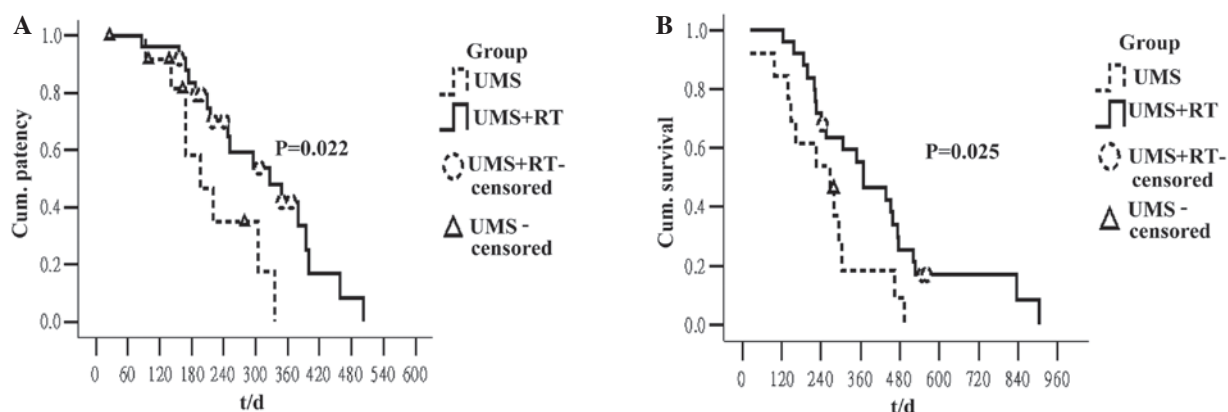 A
Cum. patency
1.0
0.8
0.6
0.4
0.2
0.0
0 60 120 180 240 300 360 420 480 540 600
t/d
P=0.022
Group
UMS
UMS+RT
UMS+RT-
censored
UMS -
censored
B
Cum. survival
1.0
0.8
0.6
0.4
0.2
0.0
0 120 240 360 480 600 720 840 960
t/d
P=0.025
Group
UMS
UMS+RT
UMS+RT-
censored
UMS -
censored